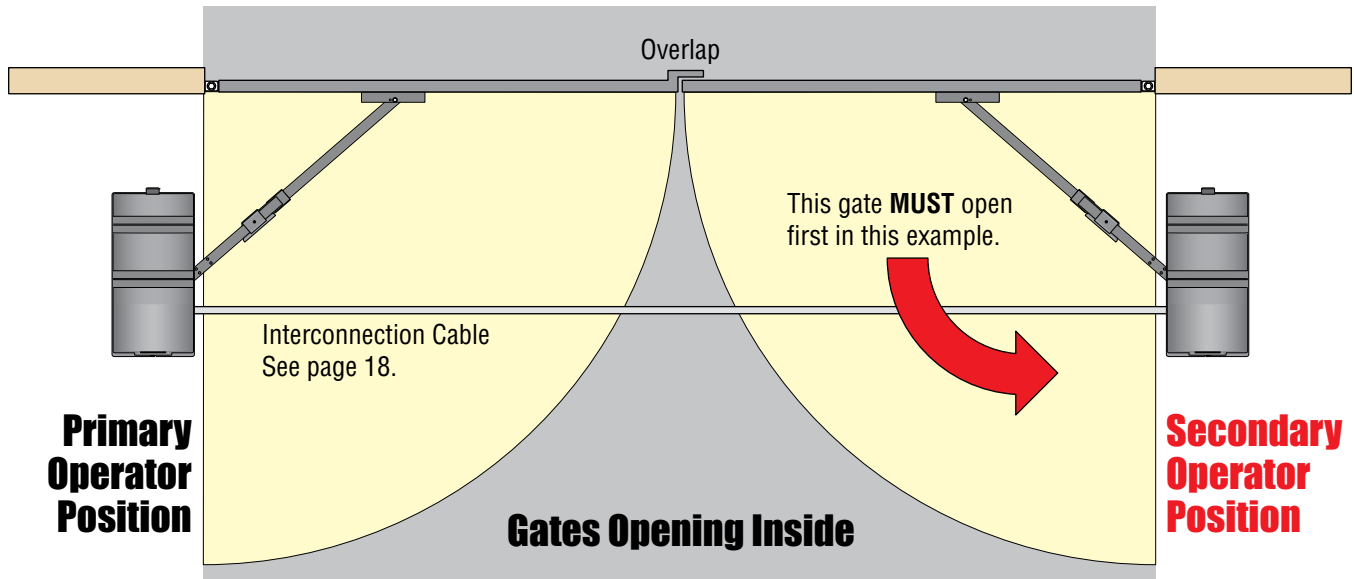 Overlap
This gate MUST open
first in this example.
Interconnection Cable
See page 18.
Primary
Operator
Position
Secondary
Operator
Position
Gates Opening Inside